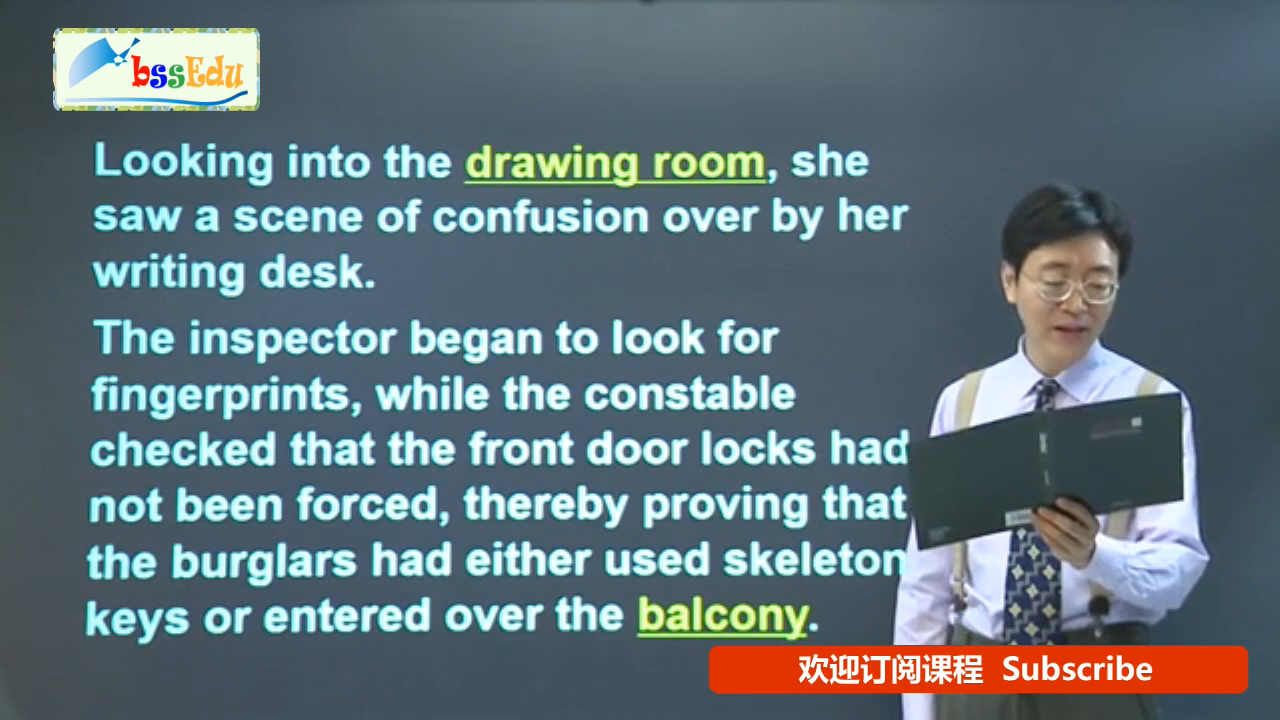 bssEdu
Looking into the drawing room, she
saw a scene of confusion over by her
writing desk.
The inspector began to look for
fingerprints, while the constable
checked that the front door locks had
not been forced, thereby proving that
the burglars had either used skeleton
keys or entered over the balcony.
欢迎订阅课程 Subscribe